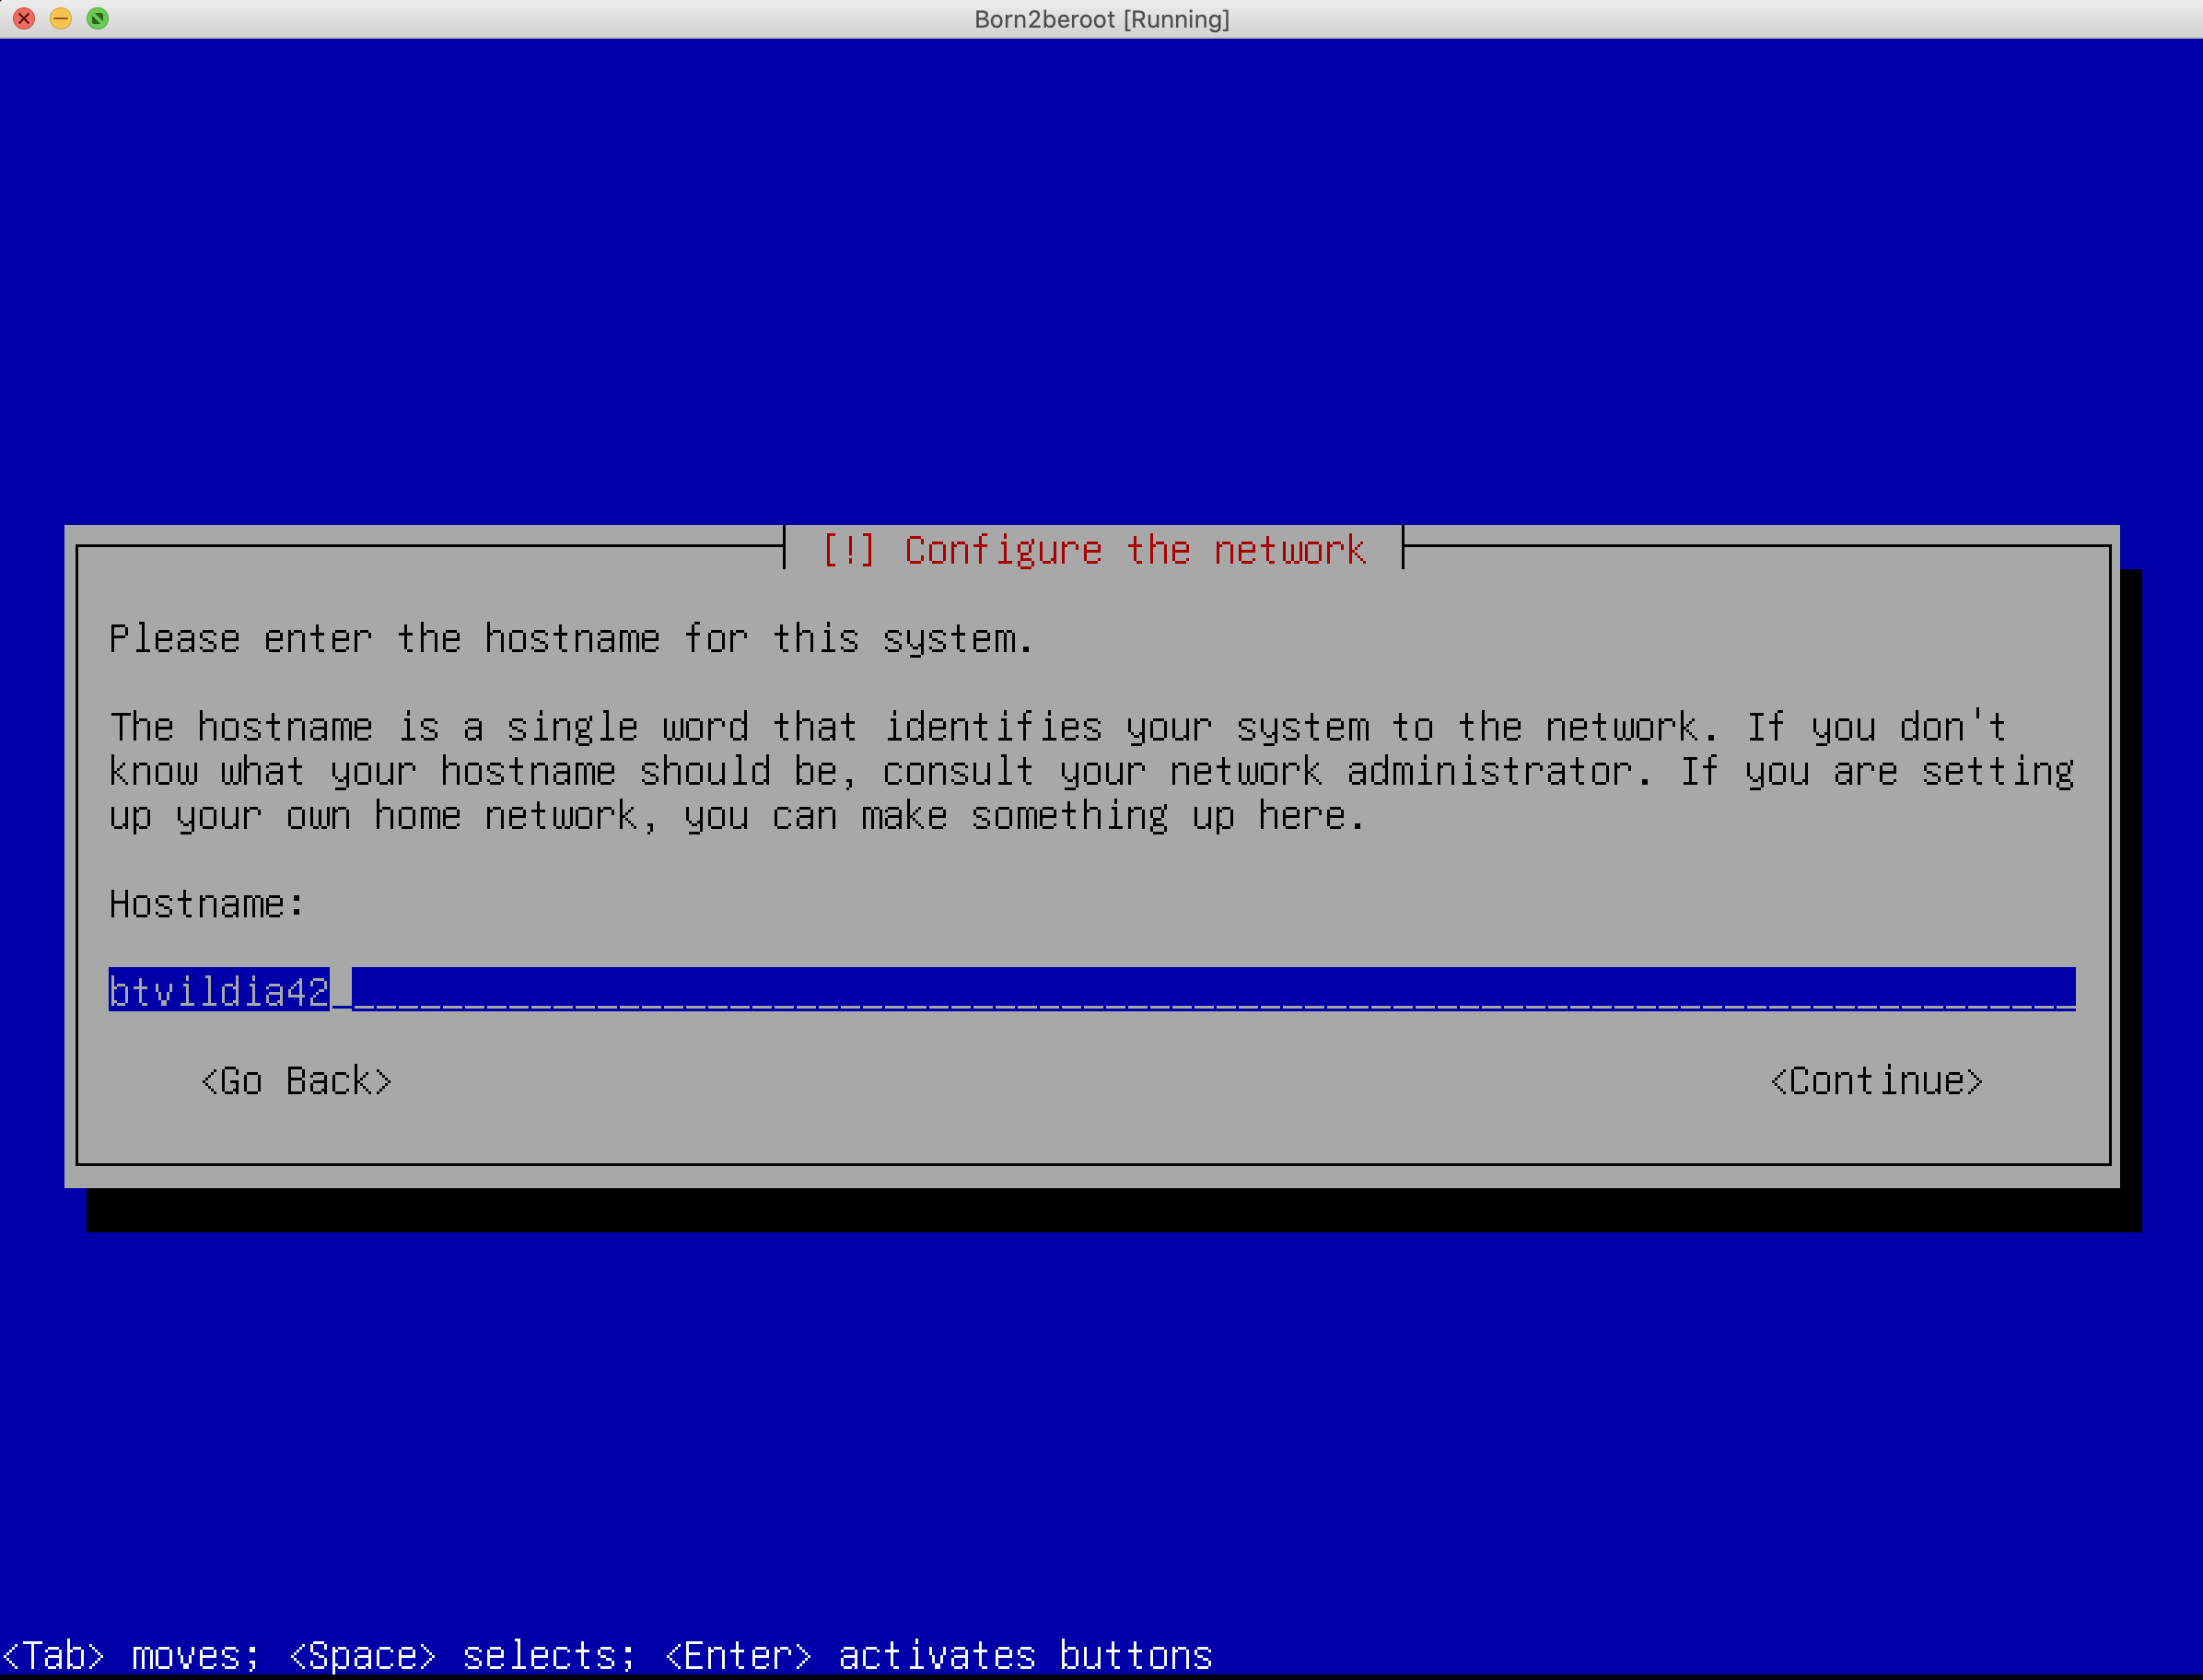 Born2beroot [Running]
[!] Configure the network
Please enter the hostname for this system.
The hostname is a single word that identifies your system to the network. If you don't
know what your hostname should be, consult your network administrator. If you are setting
up your own home network, you can make something up here.
Hostname:
btvildia42
<Go Back> <Continue>
<Tab> moves; <Space> selects; <Enter> activates buttons